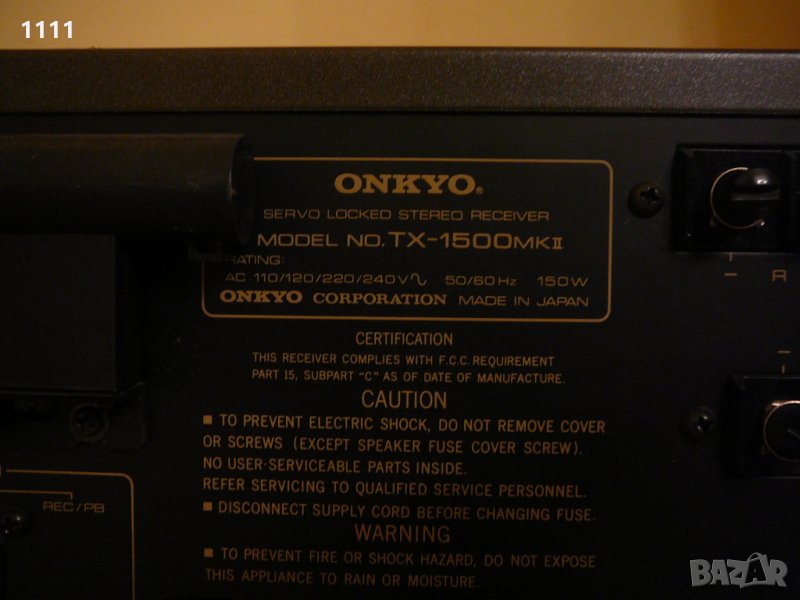 1111
ONKYO®
SERVO LOCKED STEREO RECEIVER
MODEL NO. TX-1500MKII
RATING:
AC 110/120/220/240V∿ 50/60Hz 150W
ONKYO CORPORATION MADE IN JAPAN
R
CERTIFICATION
THIS RECEIVER COMPLIES WITH F.C.C. REQUIREMENT
PART 15, SUBPART "C" AS OF DATE OF MANUFACTURE.
CAUTION
■ TO PREVENT ELECTRIC SHOCK, DO NOT REMOVE COVER
OR SCREWS (EXCEPT SPEAKER FUSE COVER SCREW).
NO USER-SERVICEABLE PARTS INSIDE.
REFER SERVICING TO QUALIFIED SERVICE PERSONNEL.
■ DISCONNECT SUPPLY CORD BEFORE CHANGING FUSE.
REC/PB
WARNING
■ TO PREVENT FIRE OR SHOCK HAZARD, DO NOT EXPOSE
THIS APPLIANCE TO RAIN OR MOISTURE.
BAZAR